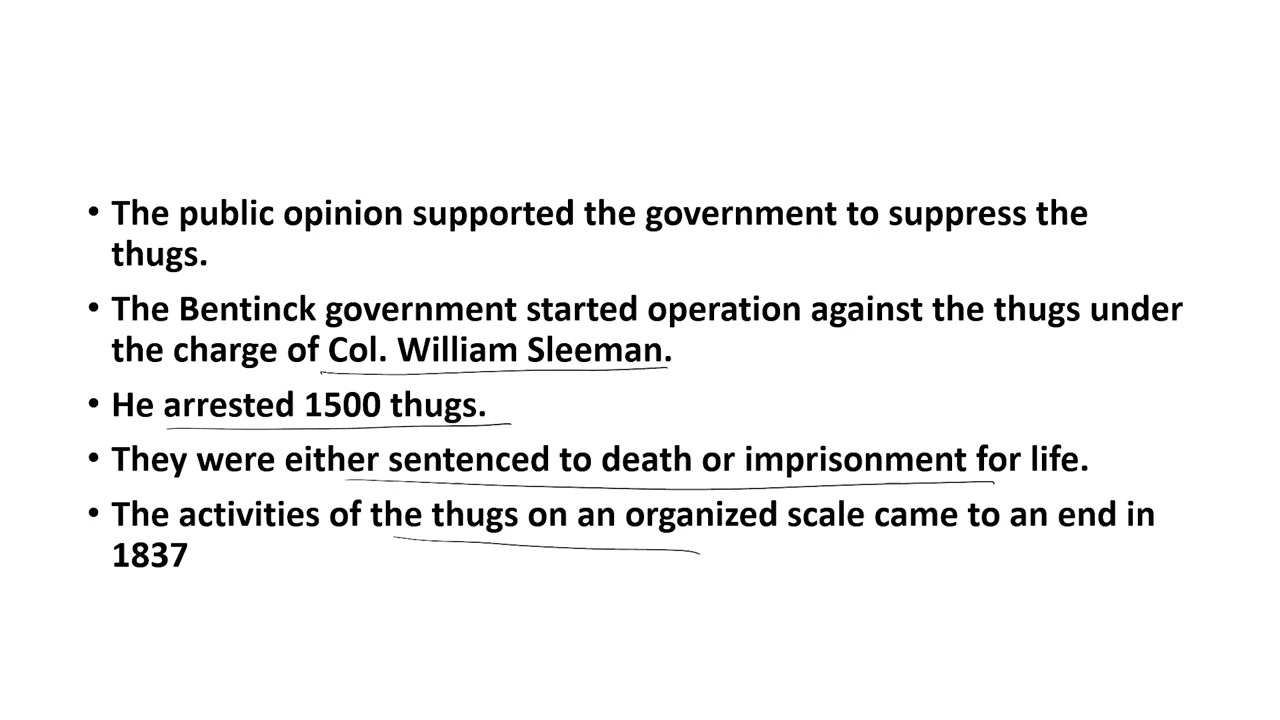 • The public opinion supported the government to suppress the
thugs.
• The Bentinck government started operation against the thugs under
the charge of Col. William Sleeman.
• He arrested 1500 thugs.
• They were either sentenced to death or imprisonment for life.
• The activities of the thugs on an organized scale came to an end in
1837